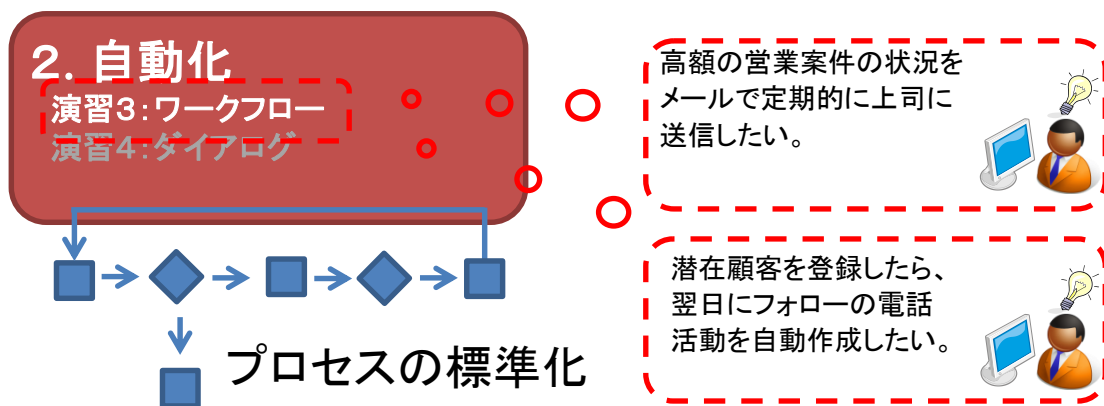 ２．自動化
演習３：ワークフロー
演習４：ダイアログ
プロセスの標準化
高額の営業案件の状況を
メールで定期的に上司に
送信したい。
潜在顧客を登録したら、
翌日にフォローの電話
活動を自動作成したい。